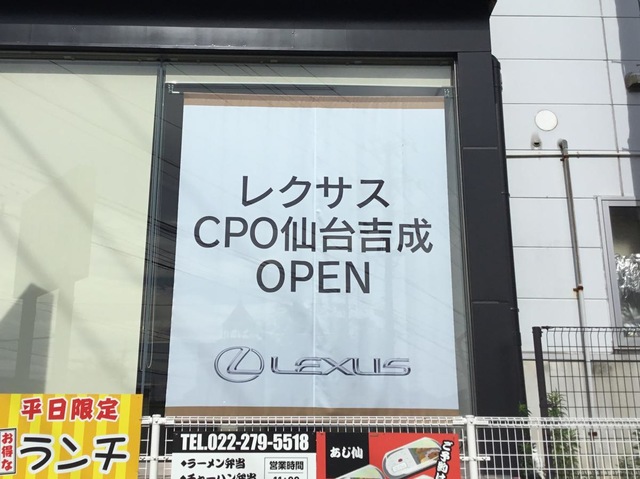 レクサス
CPO仙台吉成
OPEN
LEXUS
平日限定
お得な
ランチ
TEL.022-279-5518
◆ラーメン弁当
営業時間
あじ仙